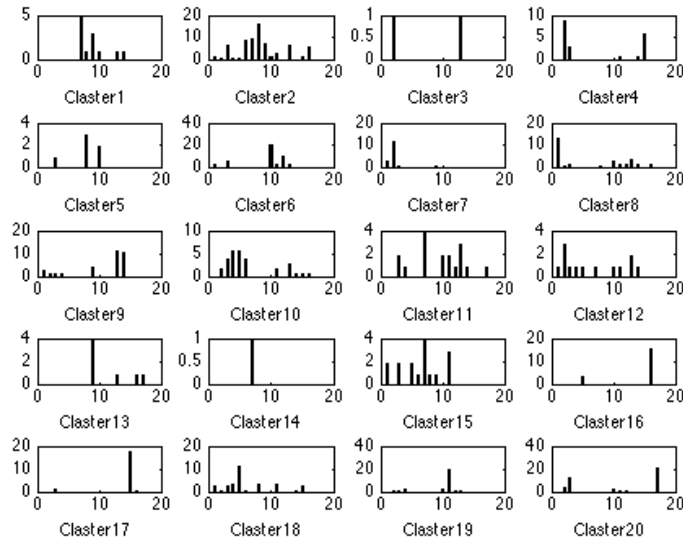 5
0
0 10 20
Claster1
20
10
0
0 10 20
Claster2
1
0.5
0
0 10 20
Claster3
10
5
0
0 10 20
Claster4
4
2
0
0 10 20
Claster5
40
20
0
0 10 20
Claster6
40
20
0
0 10 20
Claster7
20
10
0
0 10 20
Claster8
20
10
0
0 10 20
Claster9
10
5
0
0 10 20
Claster10
4
2
0
0 10 20
Claster11
4
2
0
0 10 20
Claster12
4
2
0
0 10 20
Claster13
1
0.5
0
0 10 20
Claster14
4
2
0
0 10 20
Claster15
20
10
0
0 10 20
Claster16
20
10
0
0 10 20
Claster17
20
10
0
0 10 20
Claster18
40
20
0
0 10 20
Claster19
40
20
0
0 10 20
Claster20